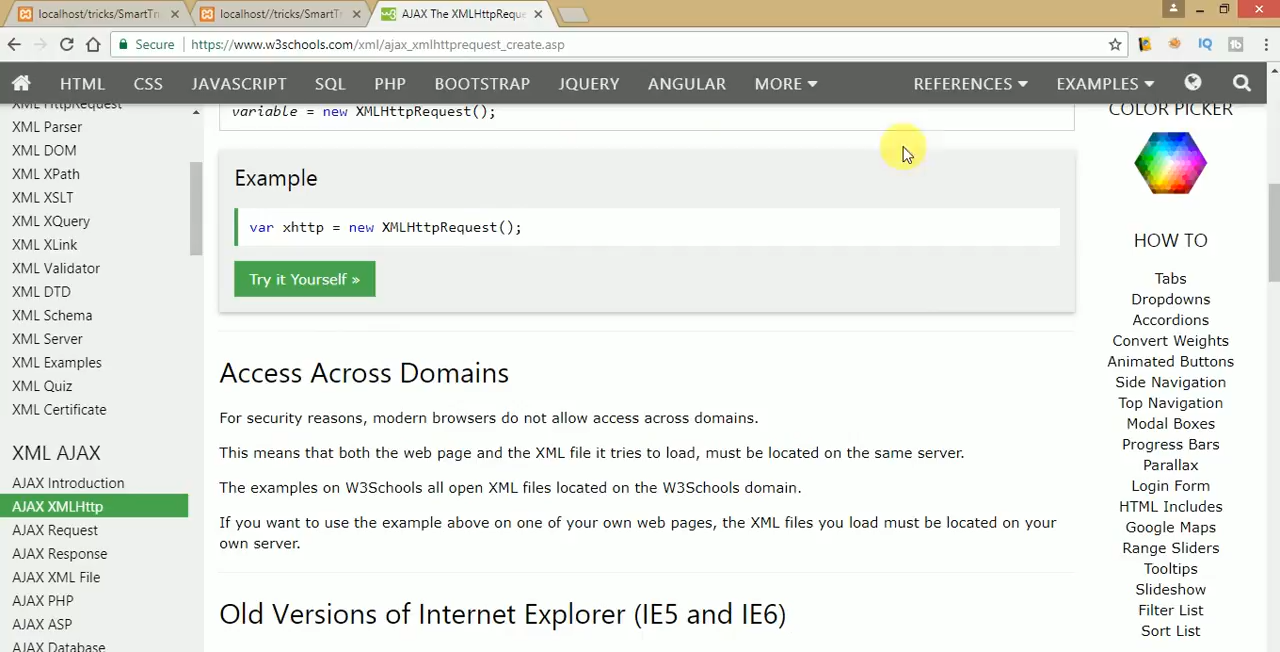 localhost/tricks/SmartTri
localhost//tricks/SmartT
AJAX The XMLHttpReque
Secure
https://www.w3schools.com/xml/ajax_xmlhttprequest_create.asp
HTML CSS JAVASCRIPT SQL PHP BOOTSTRAP JQUERY ANGULAR MORE REFERENCES EXAMPLES
XML HttpRequest
XML Parser
XML DOM
XML XPath
XML XSLT
XML XQuery
XML XLink
XML Validator
XML DTD
XML Schema
XML Server
XML Examples
XML Quiz
XML Certificate
XML AJAX
AJAX Introduction
AJAX XMLHttp
AJAX Request
AJAX Response
AJAX XML File
AJAX PHP
AJAX ASP
AJAX Database
variable = new XMLHttpRequest();
Example
var xhttp = new XMLHttpRequest();
Try it Yourself »
Access Across Domains
For security reasons, modern browsers do not allow access across domains.
This means that both the web page and the XML file it tries to load, must be located on the same server.
The examples on W3Schools all open XML files located on the W3Schools domain.
If you want to use the example above on one of your own web pages, the XML files you load must be located on your
own server.
Old Versions of Internet Explorer (IE5 and IE6)
COLOR PICKER
HOW TO
Tabs
Dropdowns
Accordions
Convert Weights
Animated Buttons
Side Navigation
Top Navigation
Modal Boxes
Progress Bars
Parallax
Login Form
HTML Includes
Google Maps
Range Sliders
Tooltips
Slideshow
Filter List
Sort List